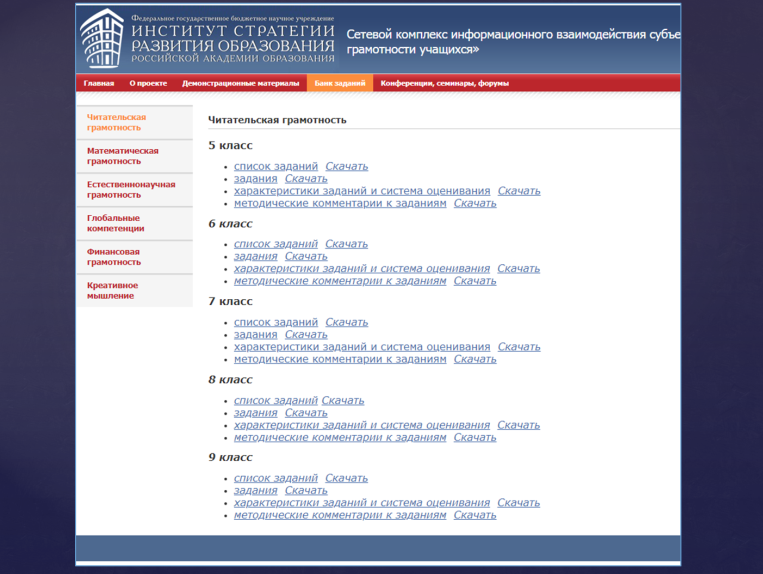 Федеральное государственное бюджетное научное учреждение
ИНСТИТУТ СТРАТЕГИИ
РАЗВИТИЯ ОБРАЗОВАНИЯ
РОССИЙСКОЙ АКАДЕМИИ ОБРАЗОВАНИЯ
Сетевой комплекс информационного взаимодействия субъе
грамотности учащихся»
Главная О проекте Демонстрационные материалы Банк заданий Конференции, семинары, форумы
Читательская
грамотность
Математическая
грамотность
Естественнонаучная
грамотность
Глобальные
компетенции
Финансовая
грамотность
Креативное
мышление
Читательская грамотность
5 класс
• список заданий Скачать
• задания Скачать
• характеристики заданий и система оценивания Скачать
• методические комментарии к заданиям Скачать
6 класс
• список заданий Скачать
• задания Скачать
• характеристики заданий и система оценивания Скачать
• методические комментарии к заданиям Скачать
7 класс
• список заданий Скачать
• задания Скачать
• характеристики заданий и система оценивания Скачать
• методические комментарии к заданиям Скачать
8 класс
• список заданий Скачать
• задания Скачать
• характеристики заданий и система оценивания Скачать
• методические комментарии к заданиям Скачать
9 класс
• список заданий Скачать
• задания Скачать
• характеристики заданий и система оценивания Скачать
• методические комментарии к заданиям Скачать